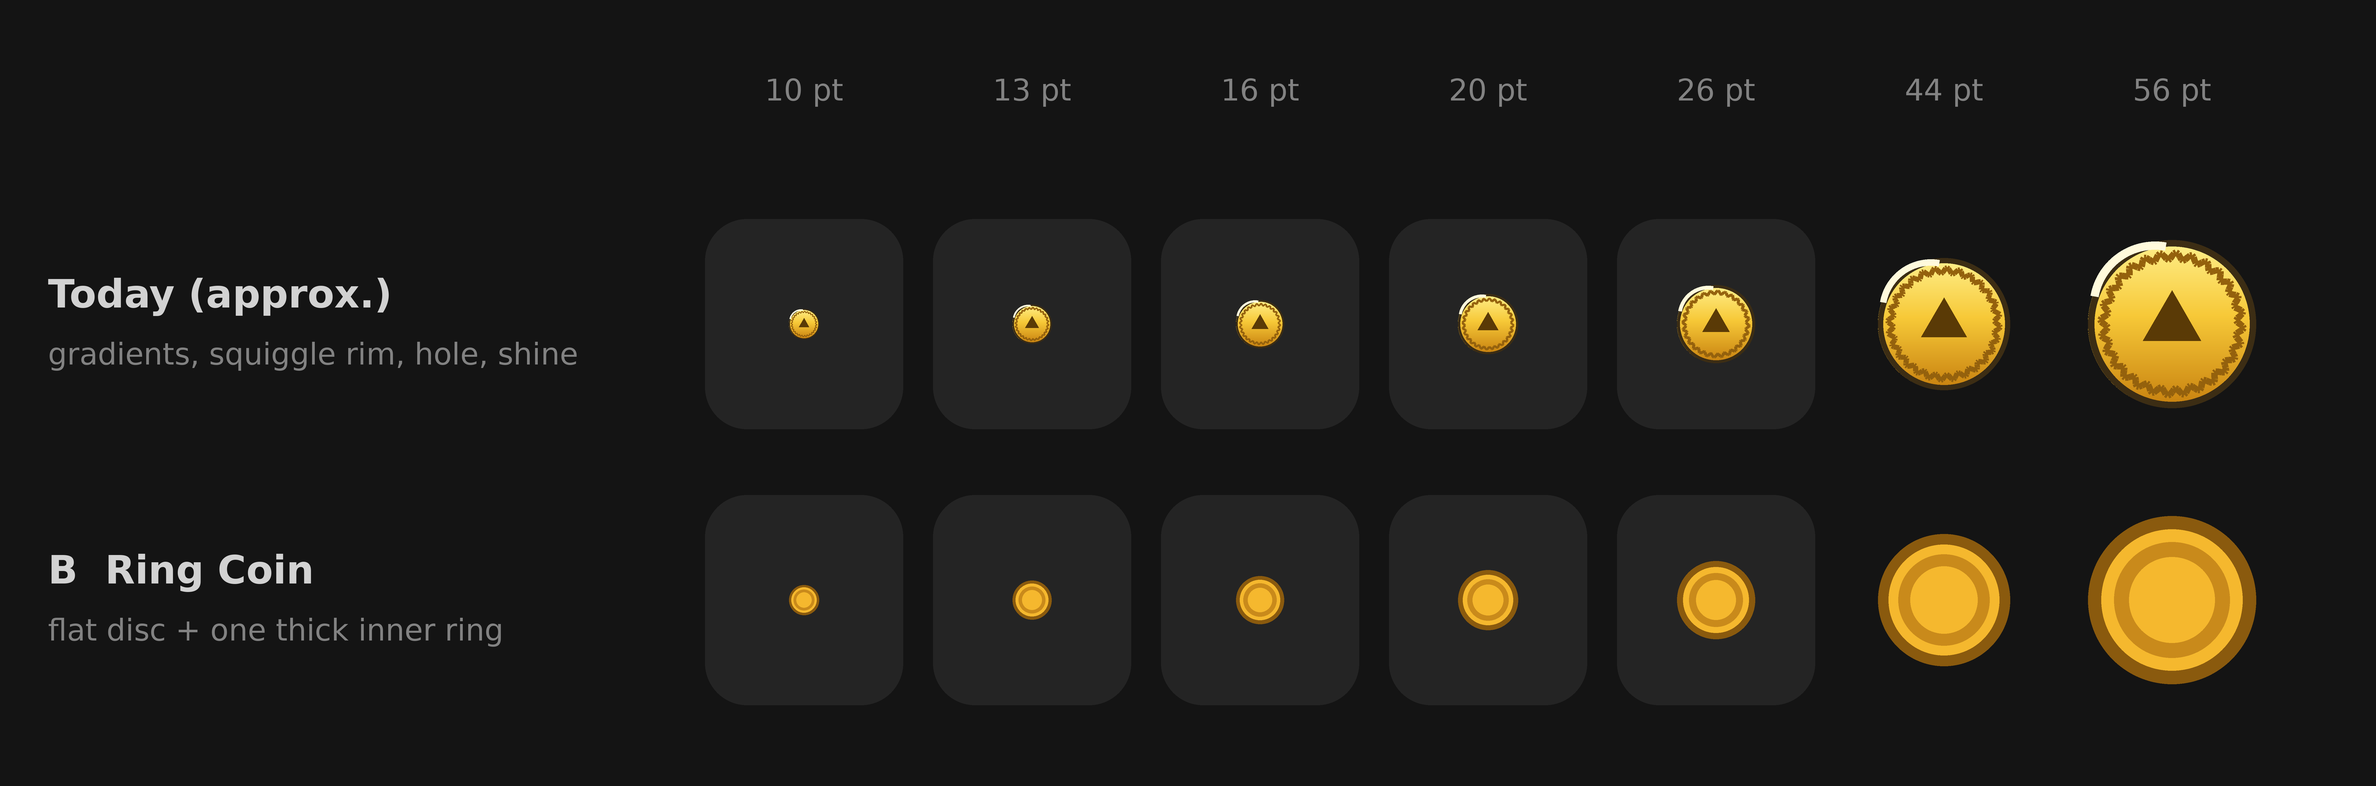 10 pt 13 pt 16 pt 20 pt 26 pt 44 pt 56 pt
Today (approx.)
gradients, squiggle rim, hole, shine
B Ring Coin
flat disc + one thick inner ring